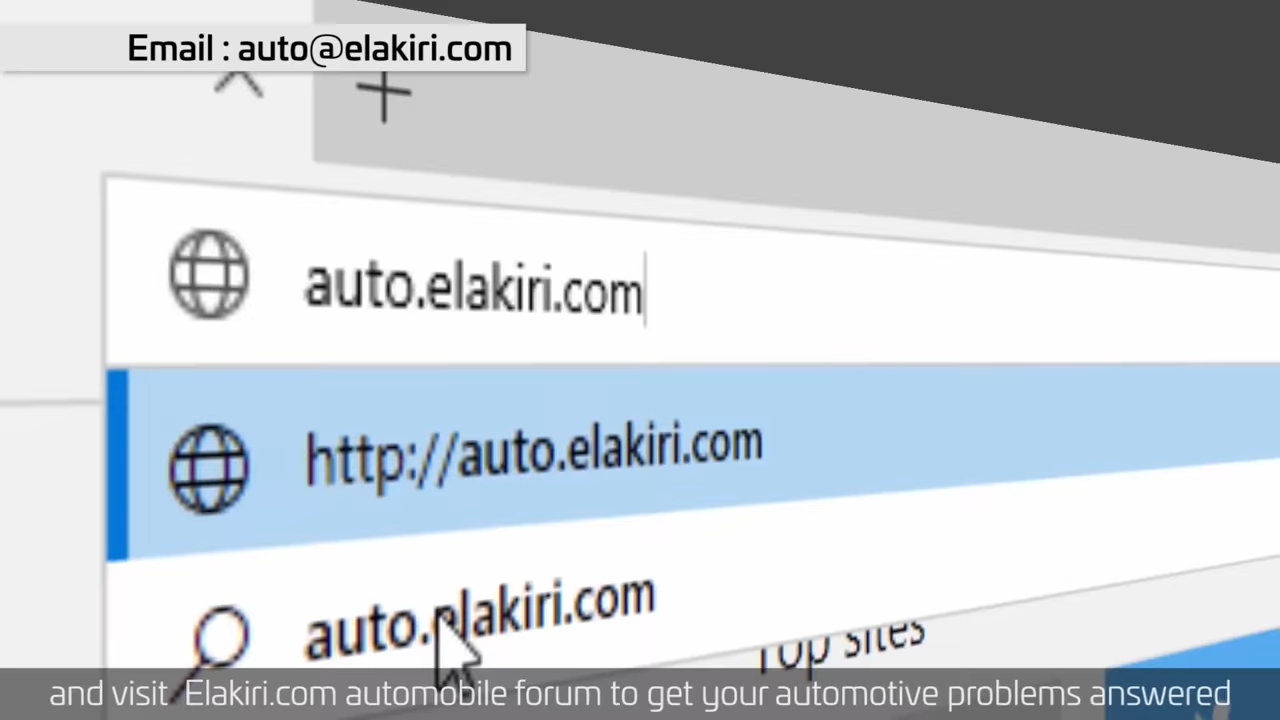 Email : auto@elakiri.com
auto.elakiri.com
http://auto.elakiri.com
auto.elakiri.com
Top sites
and visit Elakiri.com automobile forum to get your automotive problems answered